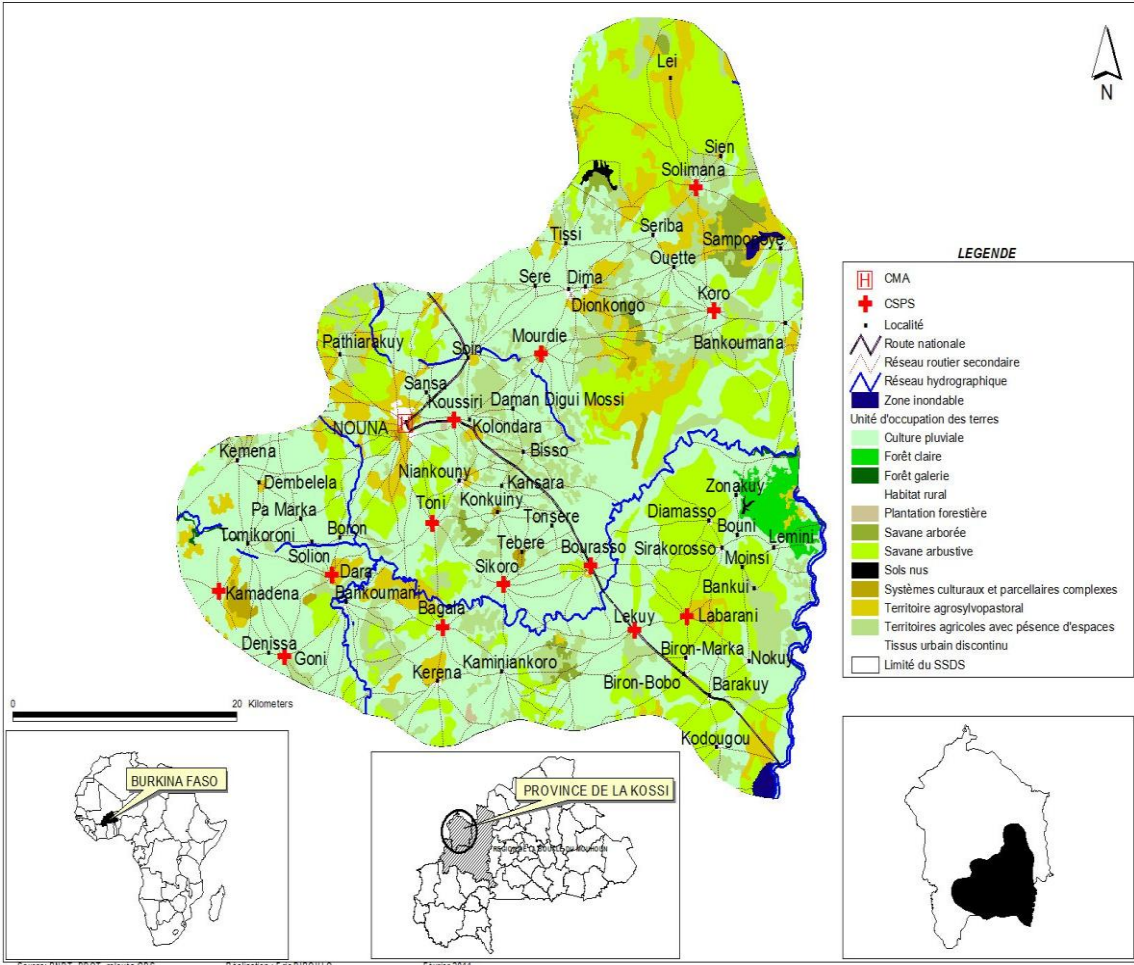 N
Lei
Sien
Solimana
Seriba
Tissi
Ouette
Sere
Dima
Dionkongo
Koro
Pathiarakuy
Soin
Mourdie
Bankoumana
Sansa
Koussiri
Daman Digui Mossi
NOUNA
H
Kolondara
Bisso
Kemena
Niankouny
Kansara
Dembelela
Zonakuy
Toni
Konkuiny
Pa Marka
Tonsere
Diamasso
Bouni
Tomikoroni
Boron
Tebere
Bourasso
Sirakorosso
Lemini
Solion
Moinsi
Dara
Sikoro
Kamadena
Bankoumani
Bankui
Bagala
Lekuy
Labarani
Denissa
Goni
Kaminiankoro
Biron-Marka
Nokuy
Kerena
Biron-Bobo
Barakuy
Kodougou
LEGENDE
H CMA
CSPS
Localité
Route nationale
Réseau routier secondaire
Réseau hydrographique
Zone inondable
Unité d'occupation des terres
Culture pluviale
Forêt claire
Forêt galerie
Habitat rural
Plantation forestière
Savane arborée
Savane arbustive
Sols nus
Systèmes culturaux et parcellaires complexes
Territoire agrosylvopastoral
Territoires agricoles avec pésence d'espaces
Tissus urbain discontinu
Limité du SSDS
0 20 Kilometers
BURKINA FASO
PROVINCE DE LA KOSSI